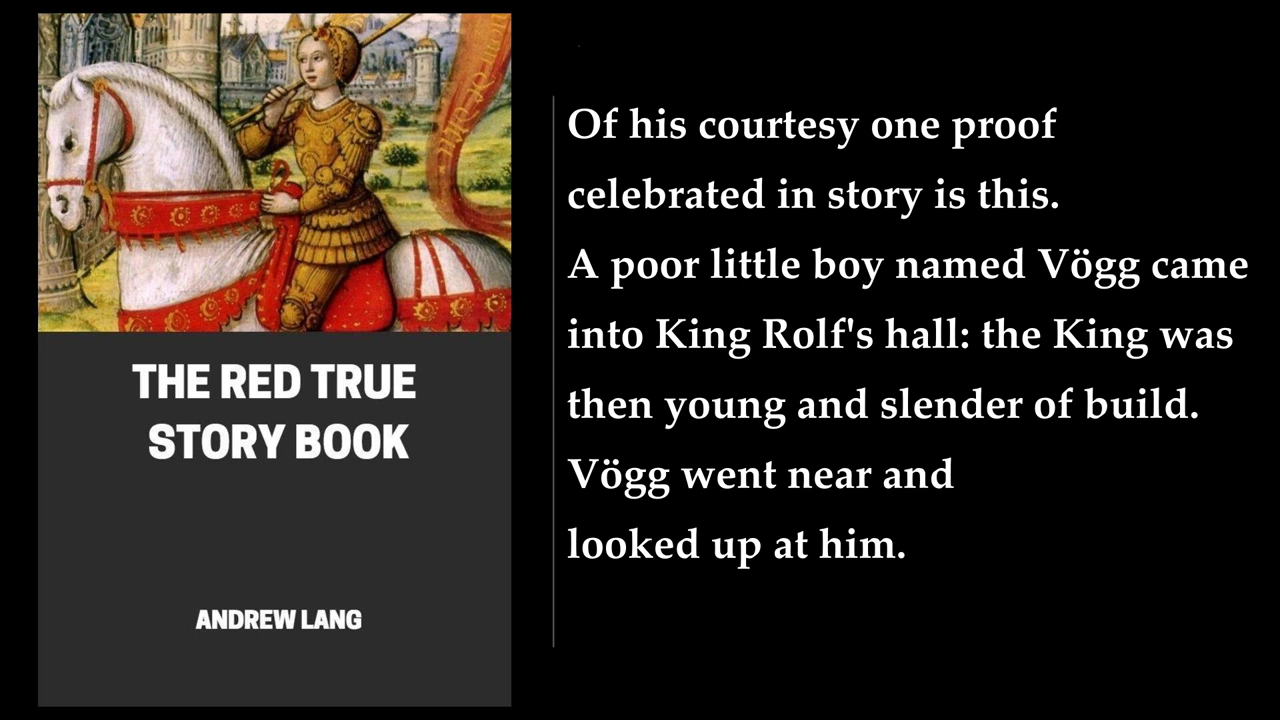 THE RED TRUE
STORY BOOK
ANDREW LANG
Of his courtesy one proof
celebrated in story is this.
A poor little boy named Vögg came
into King Rolf's hall: the King was
then young and slender of build.
Vögg went near and
looked up at him.